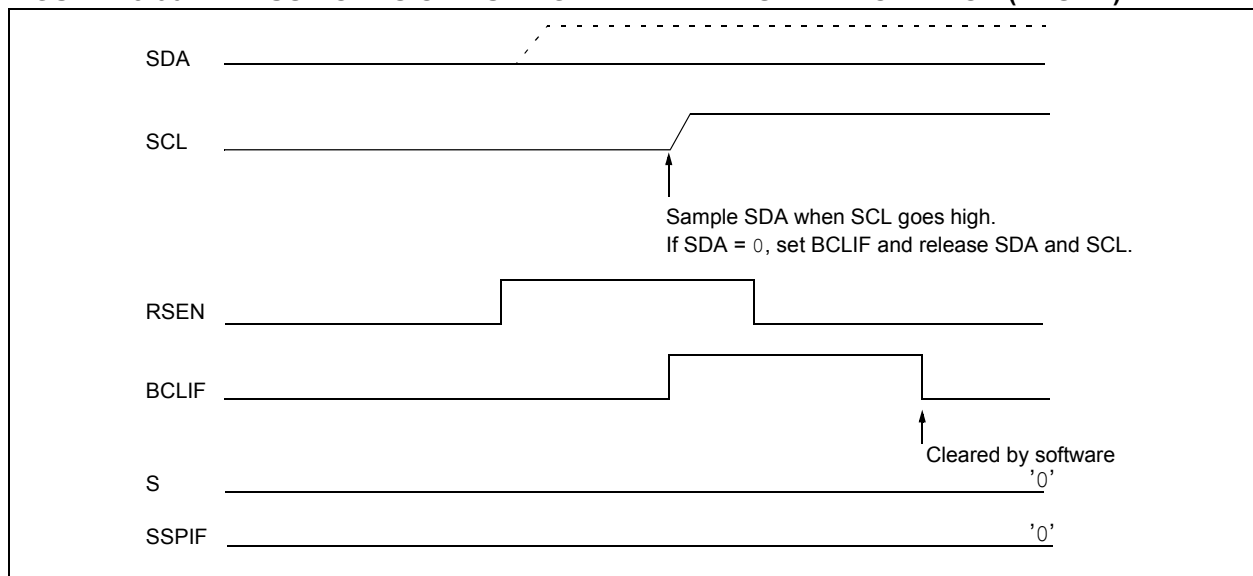 SDA
SCL
Sample SDA when SCL goes high.
If SDA = 0, set BCLIF and release SDA and SCL.
RSEN
BCLIF
Cleared by software
S
'0'
SSPIF
'0'